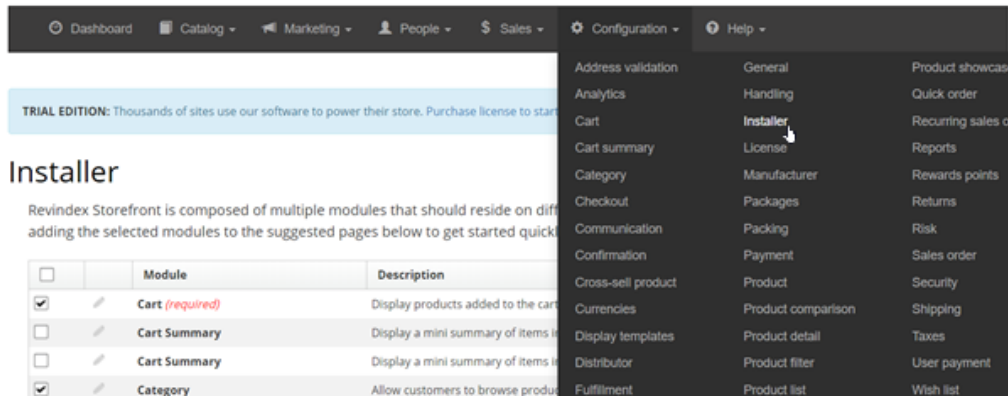 Dashboard Catalog Marketing People $ Sales Configuration Help
TRIAL EDITION: Thousands of sites use our software to power their store. Purchase license to start
Installer
Revindex Storefront is composed of multiple modules that should reside on diff
adding the selected modules to the suggested pages below to get started quickl
Module Description
Cart (required) Display products added to the cart
Cart Summary Display a mini summary of items i
Cart Summary Display a mini summary of items i
Category Allow customers to browse produc
Address validation General Product showcas
Analytics Handling Quick order
Cart Installer Recurring sales o
Cart summary License Reports
Category Manufacturer Rewards points
Checkout Packages Returns
Communication Packing Risk
Confirmation Payment Sales order
Cross-sell product Product Security
Currencies Product comparison Shipping
Display templates Product detail Taxes
Distributor Product filter User payment
Fulfillment Product list Wish list